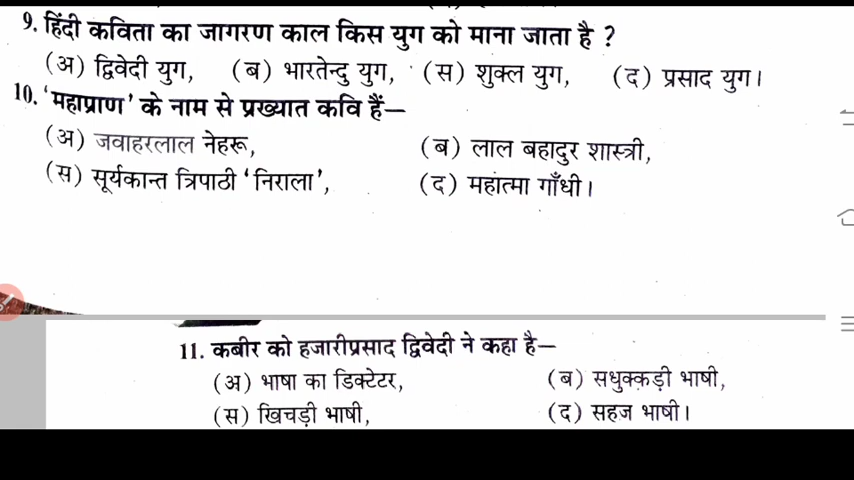 9. हिंदी कविता का जागरण काल किस युग को माना जाता है ?
(अ) द्विवेदी युग, (ब) भारतेन्दु युग, (स) शुक्ल युग, (द) प्रसाद युग।
10. 'महाप्राण' के नाम से प्रख्यात कवि हैं—
(अ) जवाहरलाल नेहरू, (ब) लाल बहादुर शास्त्री,
(स) सूर्यकान्त त्रिपाठी 'निराला', (द) महात्मा गाँधी।
11. कबीर को हजारीप्रसाद द्विवेदी ने कहा है—
(अ) भाषा का डिक्टेटर, (ब) सधुक्कड़ी भाषी,
(स) खिचड़ी भाषी, (द) सहज भाषी।